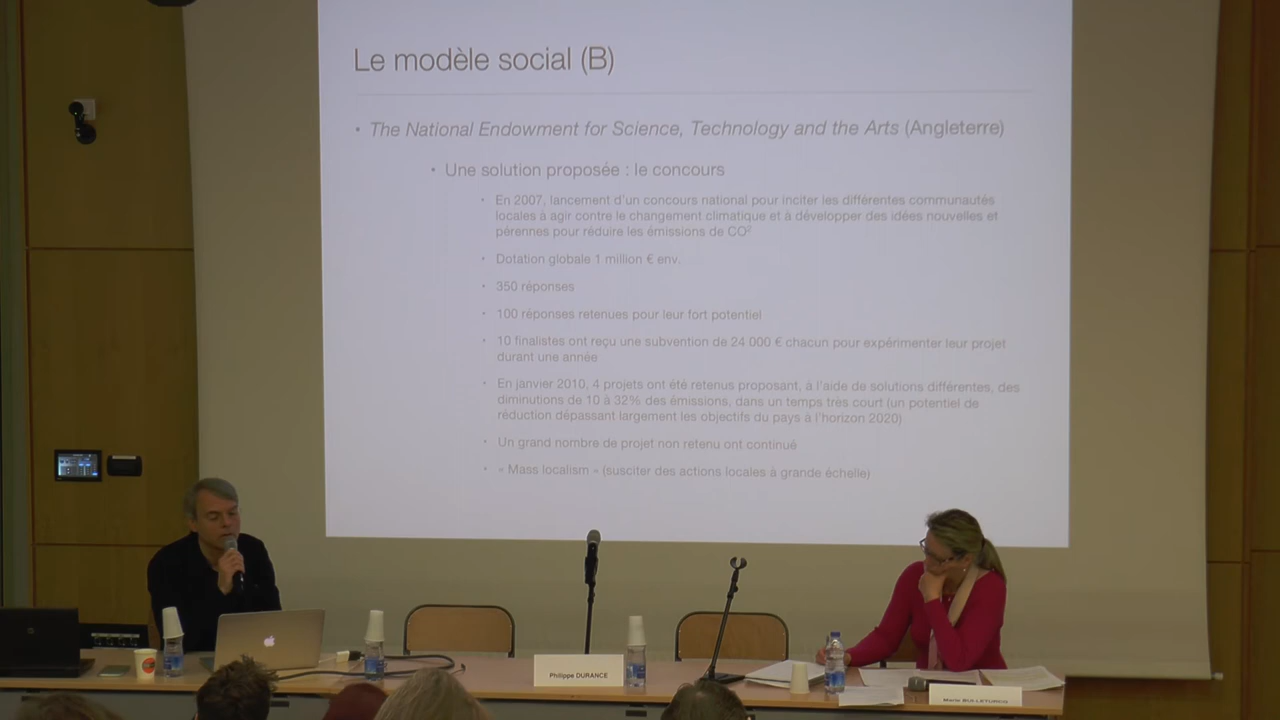 Le modèle social (B)
• The National Endowment for Science, Technology and the Arts (Angleterre)
• Une solution proposée : le concours
• En 2007, lancement d'un concours national pour inciter les différentes communautés
locales à agir contre le changement climatique et à développer des idées nouvelles et
pérennes pour réduire les émissions de CO²
• Dotation globale 1 million € env.
• 350 réponses
• 100 réponses retenues pour leur fort potentiel
• 10 finalistes ont reçu une subvention de 24 000 € chacun pour expérimenter leur projet
durant une année
• En janvier 2010, 4 projets ont été retenus proposant, à l'aide de solutions différentes, des
diminutions de 10 à 32% des émissions, dans un temps très court (un potentiel de
réduction dépassant largement les objectifs du pays à l'horizon 2020)
• Un grand nombre de projet non retenu ont continué
• « Mass localism » (susciter des actions locales à grande échelle)
Philippe DURANCE
Marie